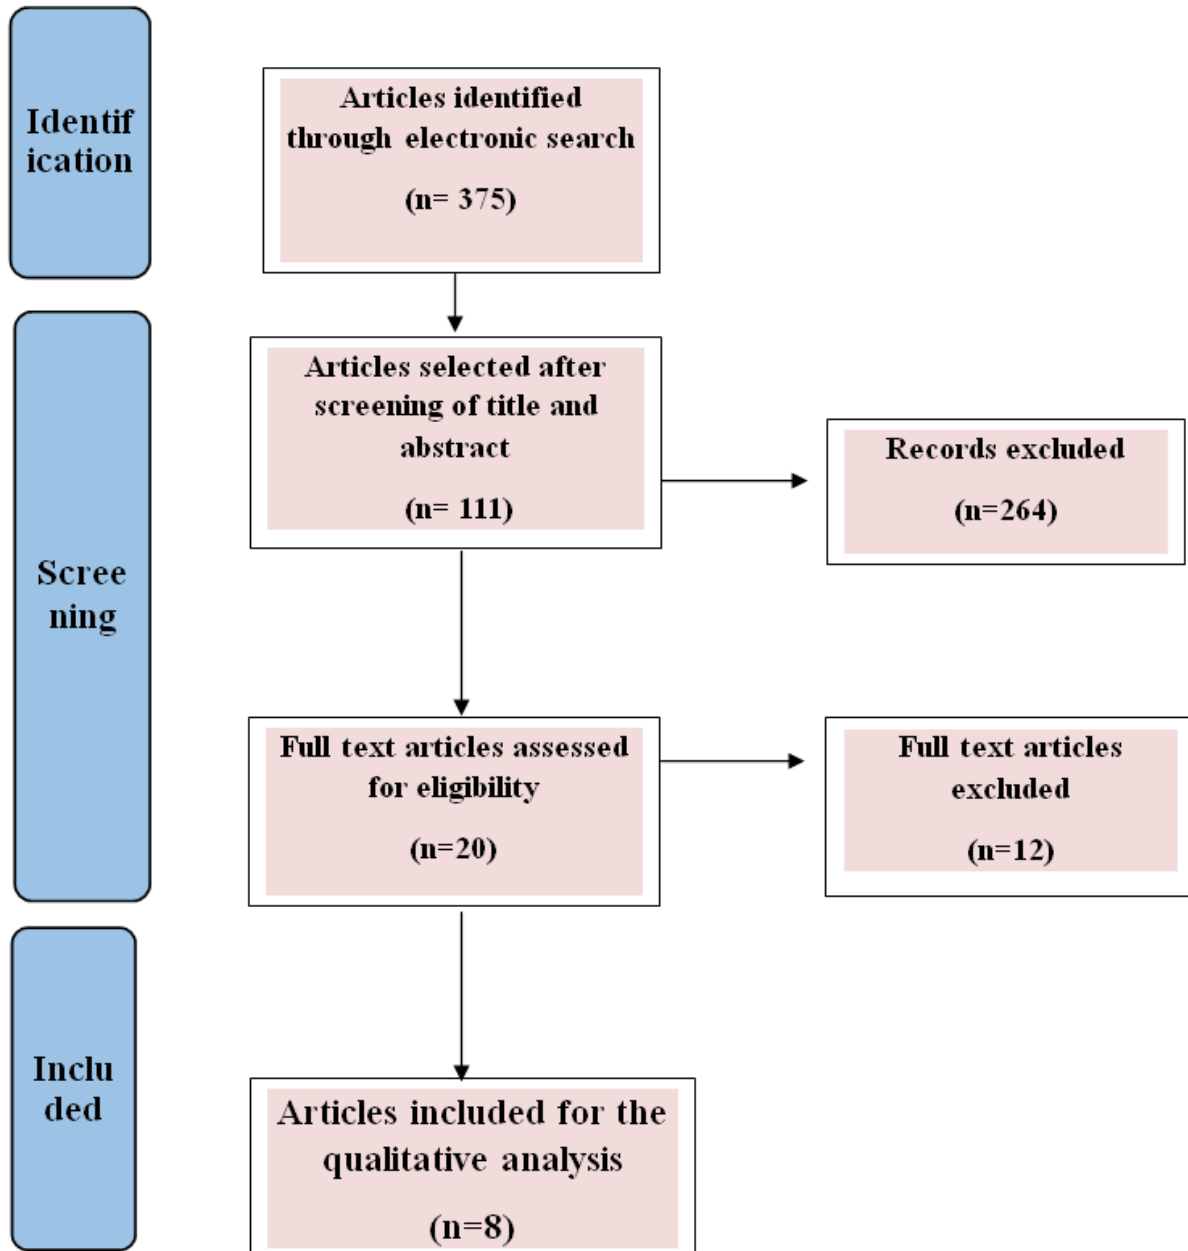 Identif
ication
Articles identified
through electronic search
(n= 375)
Scree
ning
Articles selected after
screening of title and
abstract
(n= 111)
Records excluded
(n=264)
Full text articles assessed
for eligibility
(n=20)
Full text articles
excluded
(n=12)
Inclu
ded
Articles included for the
qualitative analysis
(n=8)